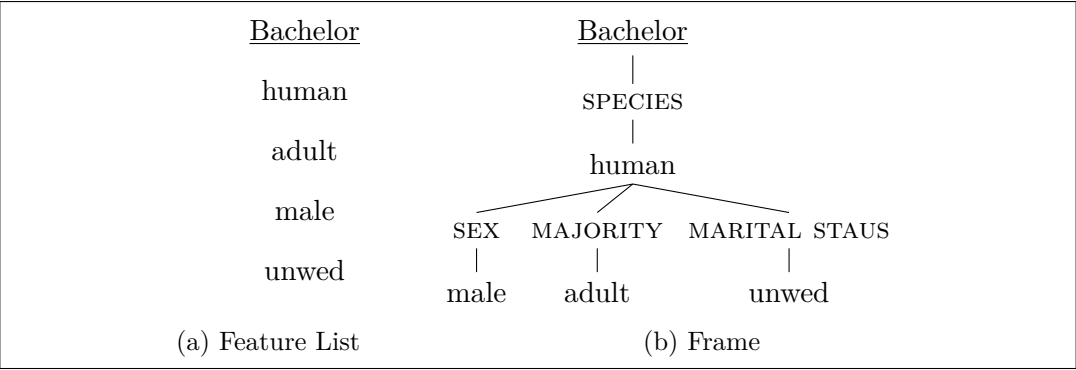 Bachelor
human
adult
male
unwed
(a) Feature List
Bachelor
SPECIES
human
SEX MAJORITY MARITAL STAUS
male adult unwed
(b) Frame